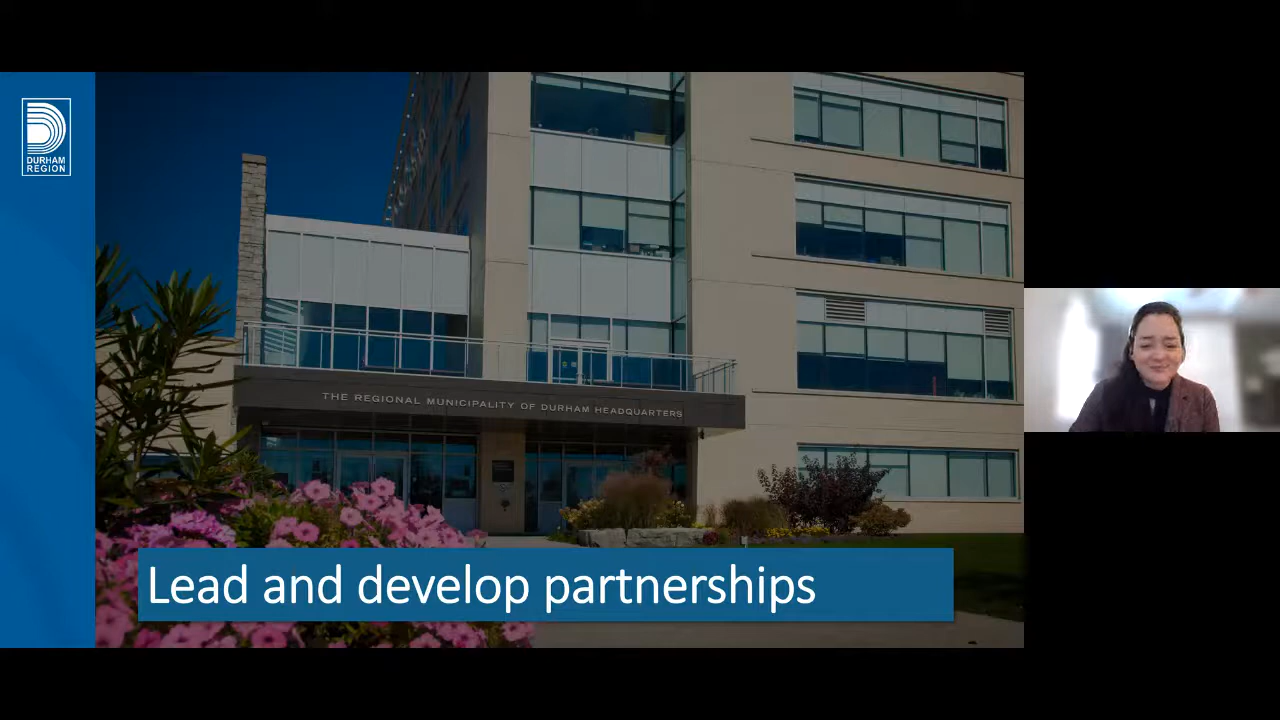 DURHAM
REGION
THE REGIONAL MUNICIPALITY OF DURHAM HEADQUARTERS
Lead and develop partnerships